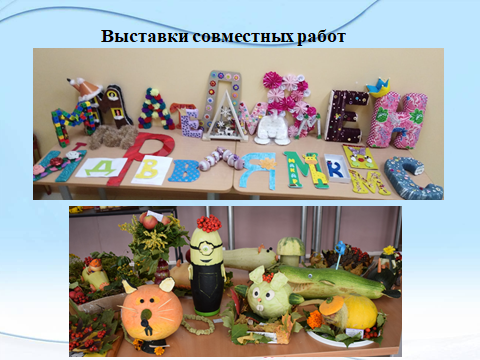 Выставки совместных работ